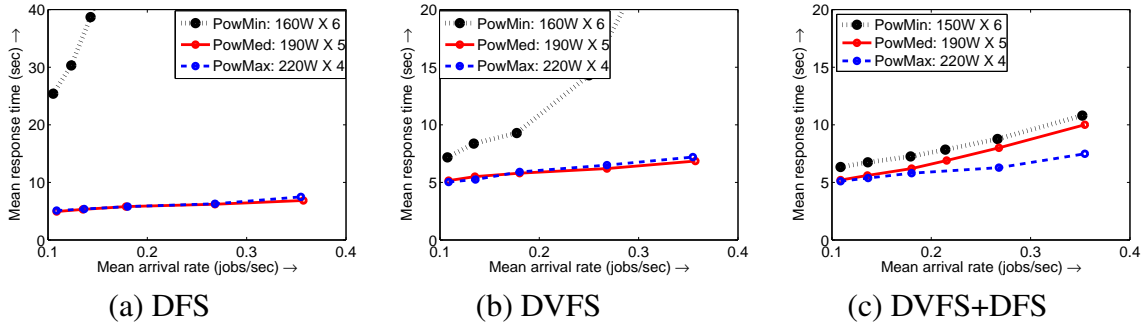 40
30
20
10
0
0.1
0.2
0.3
0.4
Mean response time (sec) →
Mean arrival rate (jobs/sec) →
PowMin: 160W X 6
PowMed: 190W X 5
PowMax: 220W X 4
(a) DFS
20
15
10
5
0
0.1
0.2
0.3
0.4
Mean response time (sec) →
Mean arrival rate (jobs/sec) →
PowMin: 160W X 6
PowMed: 190W X 5
PowMax: 220W X 4
(b) DVFS
20
15
10
5
0
0.1
0.2
0.3
0.4
Mean response time (sec) →
Mean arrival rate (jobs/sec) →
PowMin: 150W X 6
PowMed: 190W X 5
PowMax: 220W X 4
(c) DVFS+DFS